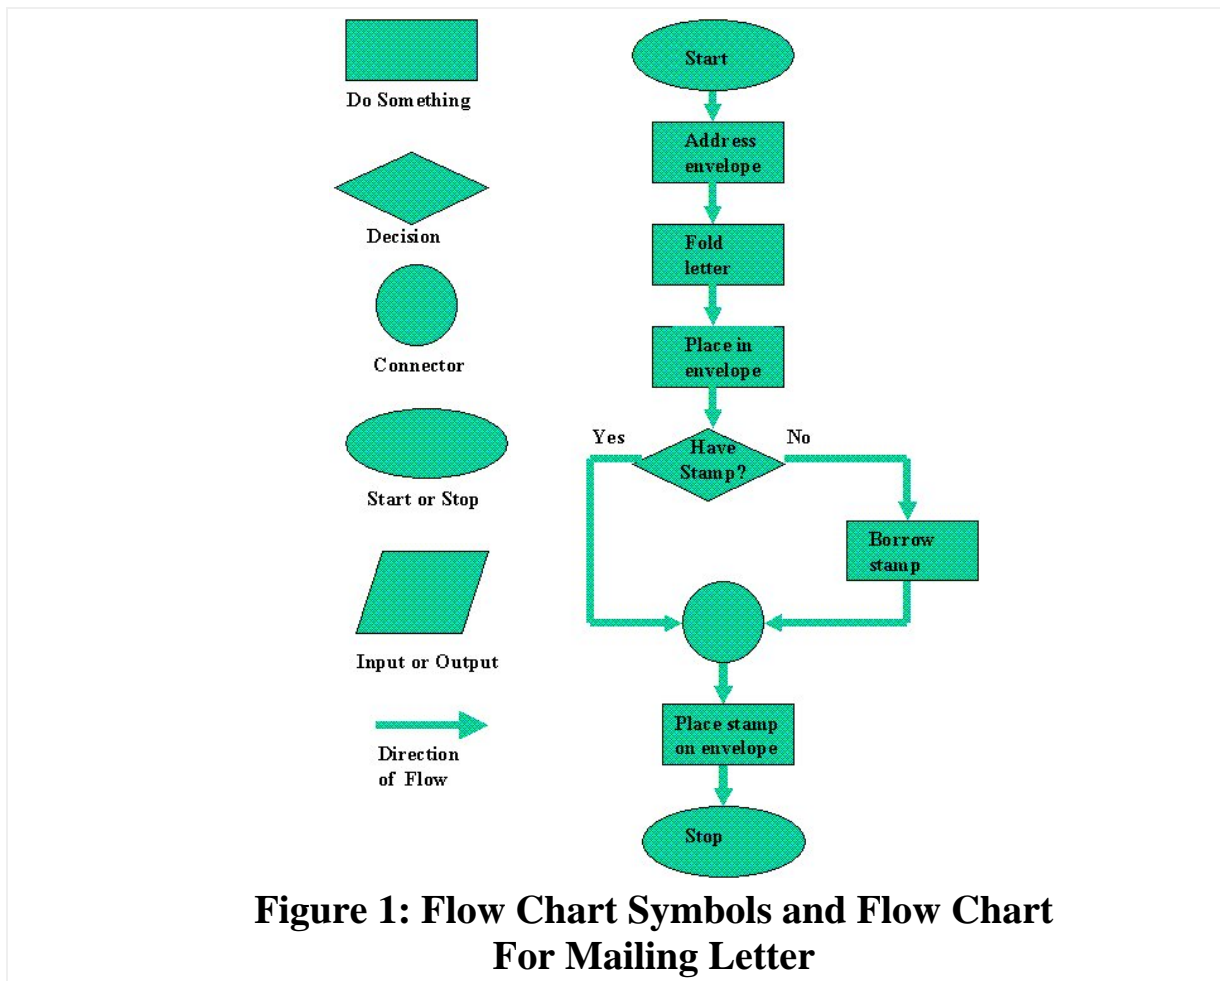 Do Something
Decision
Connector
Start or Stop
Input or Output
Direction
of Flow
Start
Address
envelope
Fold
letter
Place in
envelope
Have
Stamp?
Yes
No
Borrow
stamp
Place stamp
on envelope
Stop
Figure 1: Flow Chart Symbols and Flow Chart
For Mailing Letter